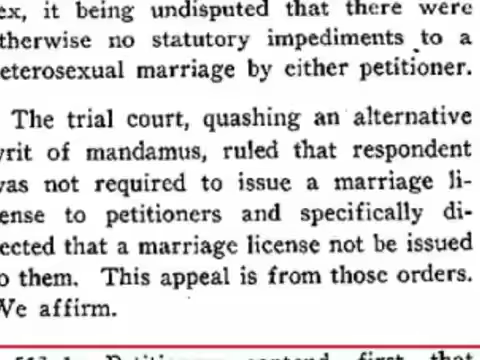 ex, it being undisputed that there were
therwise no statutory impediments to a
eterosexual marriage by either petitioner.
The trial court, quashing an alternative
rit of mandamus, ruled that respondent
vas not required to issue a marriage li-
ense to petitioners and specifically di-
ected that a marriage license not be issued
o them. This appeal is from those orders.
We affirm.